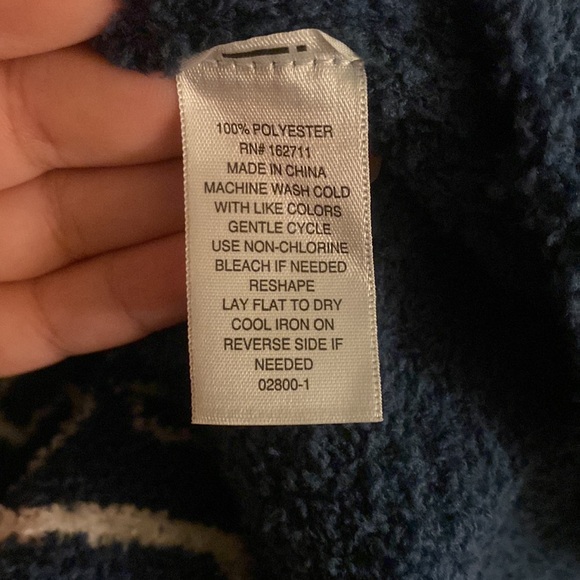 100% POLYESTER
RN# 162711
MADE IN CHINA
MACHINE WASH COLD
WITH LIKE COLORS
GENTLE CYCLE
USE NON-CHLORINE
BLEACH IF NEEDED
RESHAPE
LAY FLAT TO DRY
COOL IRON ON
REVERSE SIDE IF
NEEDED
02800-1